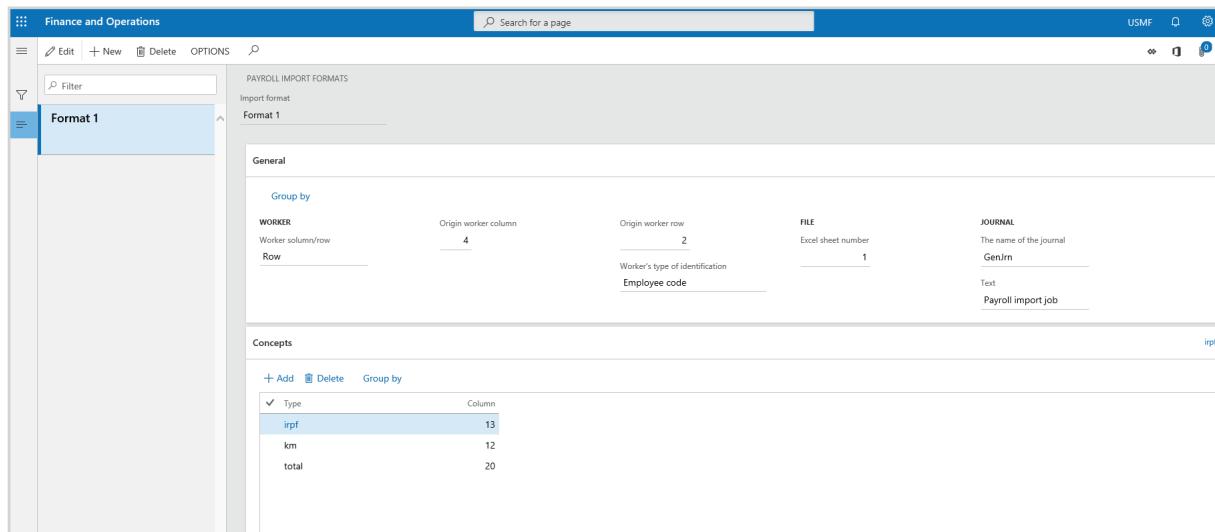 Finance and Operations
Search for a page
USMF
Edit
New
Delete
OPTIONS
0
Filter
Format 1
PAYROLL IMPORT FORMATS
Import format
Format 1
General
Group by
WORKER
Origin worker column
Origin worker row
FILE
JOURNAL
Worker solumn/row
4
2
Excel sheet number
The name of the journal
Row
1
GenJrn
Worker's type of identification
Text
Employee code
Payroll import job
Concepts
irpf
Add
Delete
Group by
Type Column
irpf 13
km 12
total 20